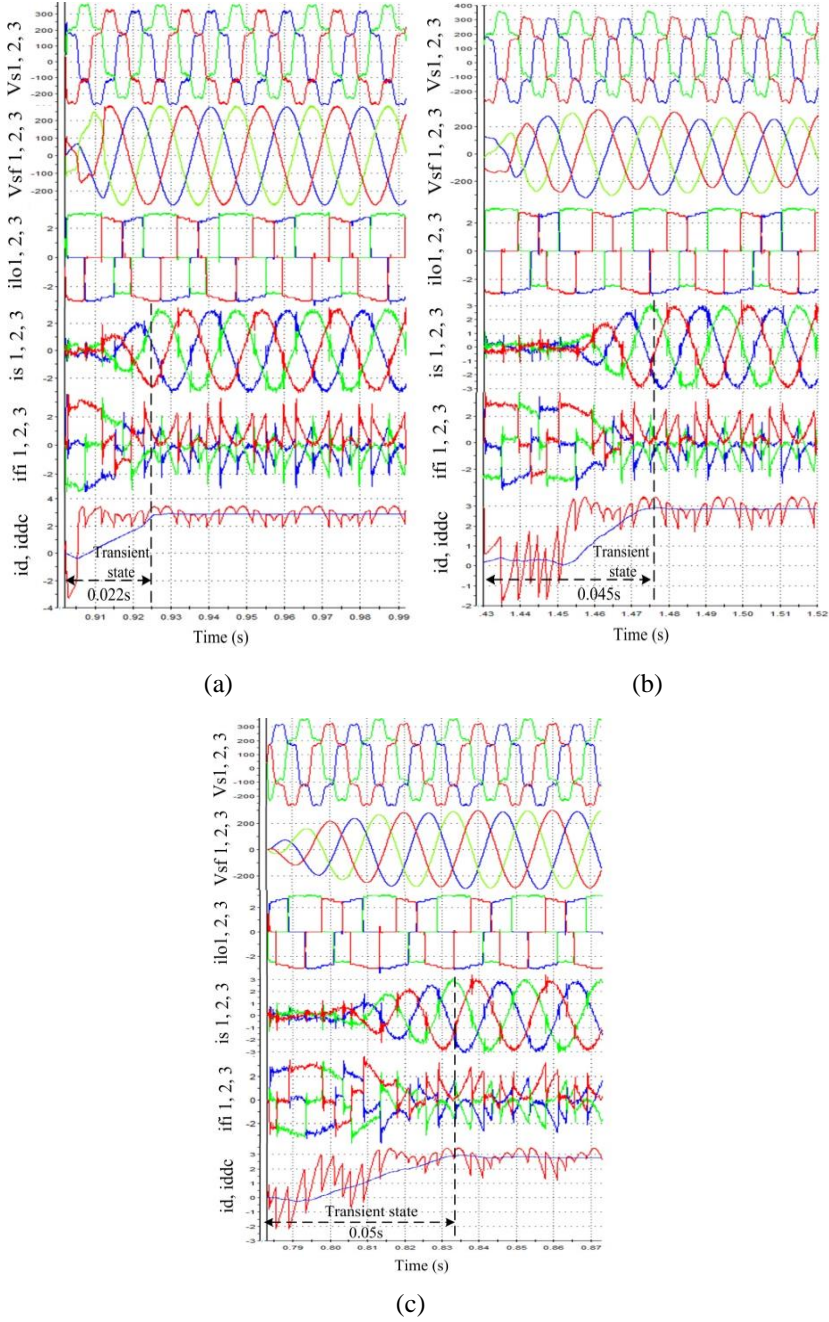 Vs1, 2, 3
300
200
100
0
-100
-200
Vsf 1, 2, 3
200
100
0
-100
-200
ilo1, 2, 3
2
0
-2
is 1, 2, 3
2
0
-2
ifi 1, 2, 3
2
0
-2
id, iddc
4
2
0
-2
-4
Transient
state
0.022s
0.91 0.92 0.93 0.94 0.95 0.96 0.97 0.98 0.99
Time (s)
(a)
Vs1, 2, 3
400
300
200
100
0
-100
-200
Vsf 1, 2, 3
200
0
-200
ilo1, 2, 3
2
0
-2
is 1, 2, 3
3
2
1
0
-1
-2
-3
ifi 1, 2, 3
2
0
-2
id, iddc
3
2
1
0
-1
-2
Transient
state
0.045s
1.43 1.44 1.45 1.46 1.47 1.48 1.49 1.50 1.51 1.52
Time (s)
(b)
Vs1, 2, 3
300
200
100
0
-100
-200
Vsf 1, 2, 3
200
0
-200
ilo1, 2, 3
2
0
-2
is 1, 2, 3
3
2
1
0
-1
-2
-3
ifi 1, 2, 3
2
0
-2
id, iddc
3
2
1
0
-1
-2
-3
Transient state
0.05s
0.79 0.80 0.81 0.82 0.83 0.84 0.85 0.86 0.87
Time (s)
(c)